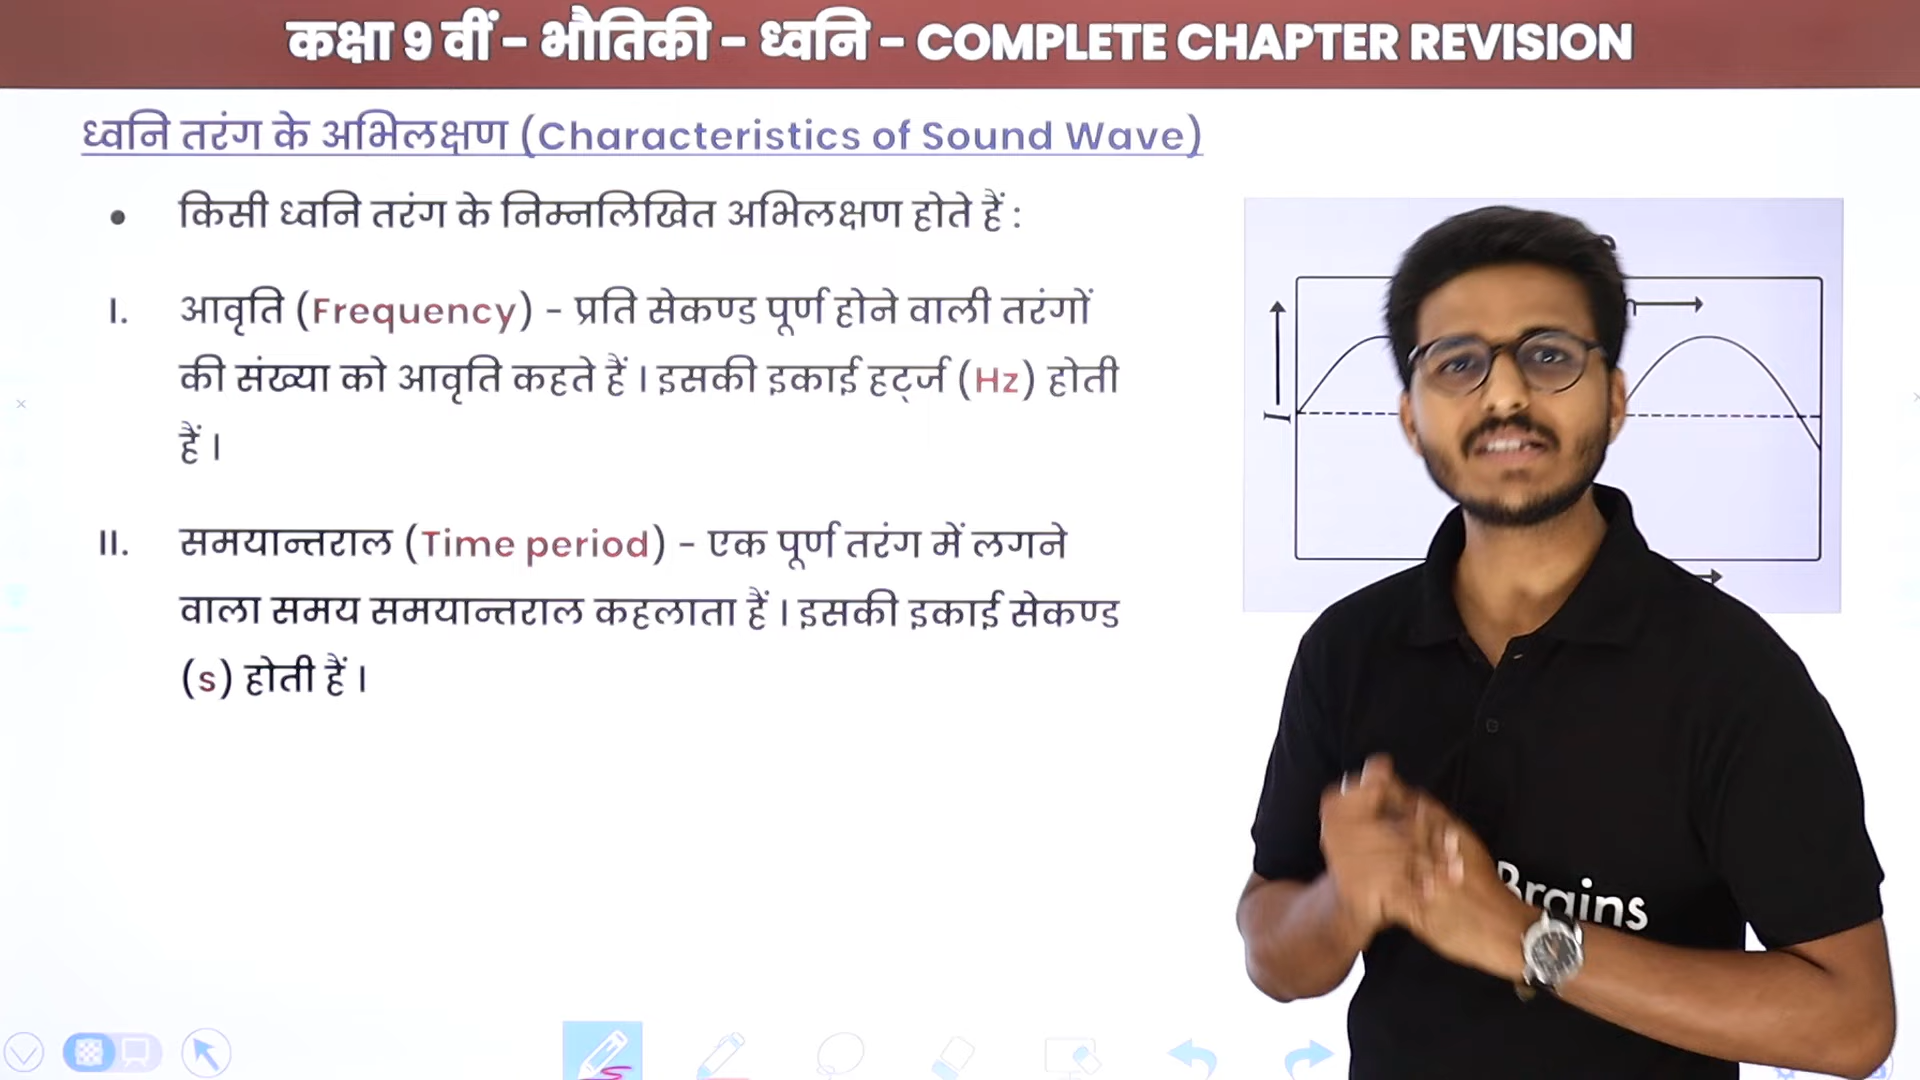 कक्षा 9 वीं - भौतिकी - ध्वनि - COMPLETE CHAPTER REVISION
ध्वनि तरंग के अभिलक्षण (Characteristics of Sound Wave)
• किसी ध्वनि तरंग के निम्नलिखित अभिलक्षण होते हैं :
I. आवृति (Frequency) - प्रति सेकण्ड पूर्ण होने वाली तरंगों
की संख्या को आवृति कहते हैं । इसकी इकाई हर्ट्ज (Hz) होती
हैं ।
II. समयान्तराल (Time period) - एक पूर्ण तरंग में लगने
वाला समय समयान्तराल कहलाता हैं । इसकी इकाई सेकण्ड
(s) होती हैं ।
Brains